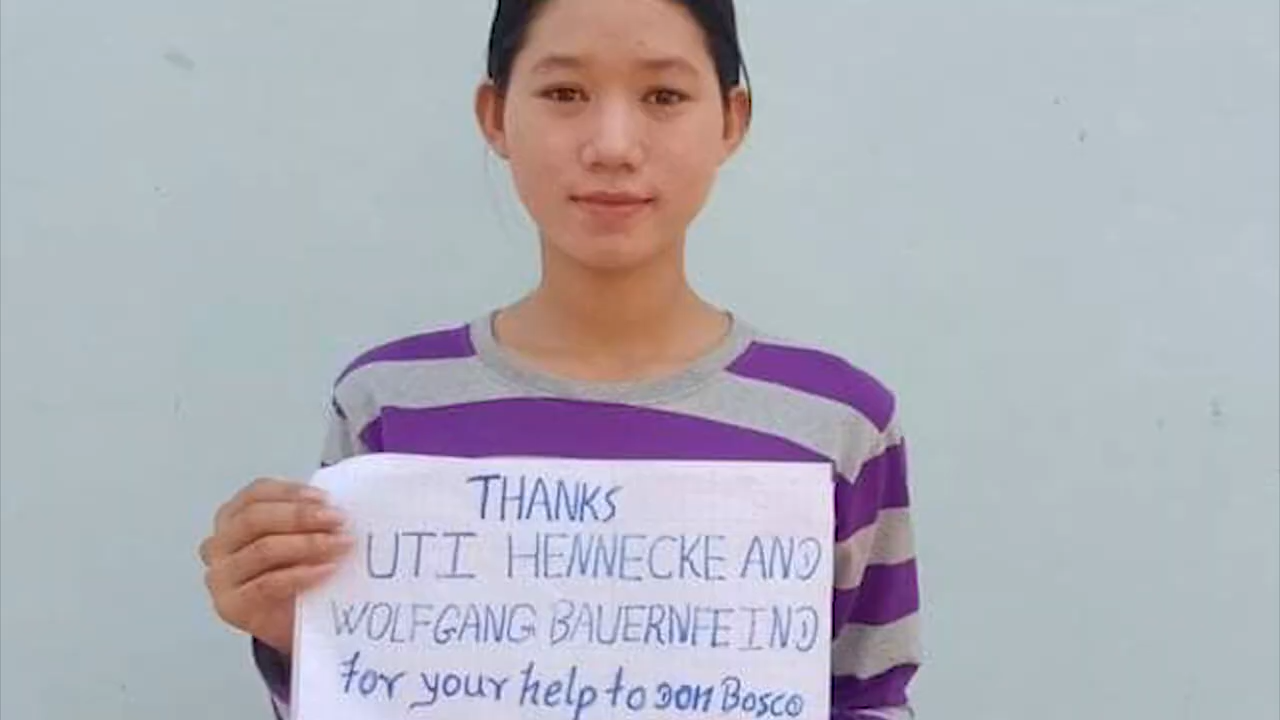 THANKS
UTI HENNECKE AND
WOLFGANG BAUERNFEIND
for your help to DON Bosco